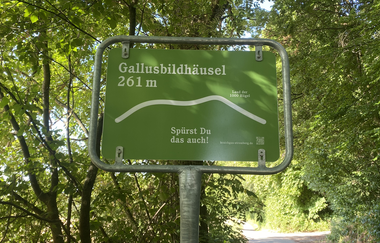 Gallusbildhäusel
261 m
Spürst Du
das auch!